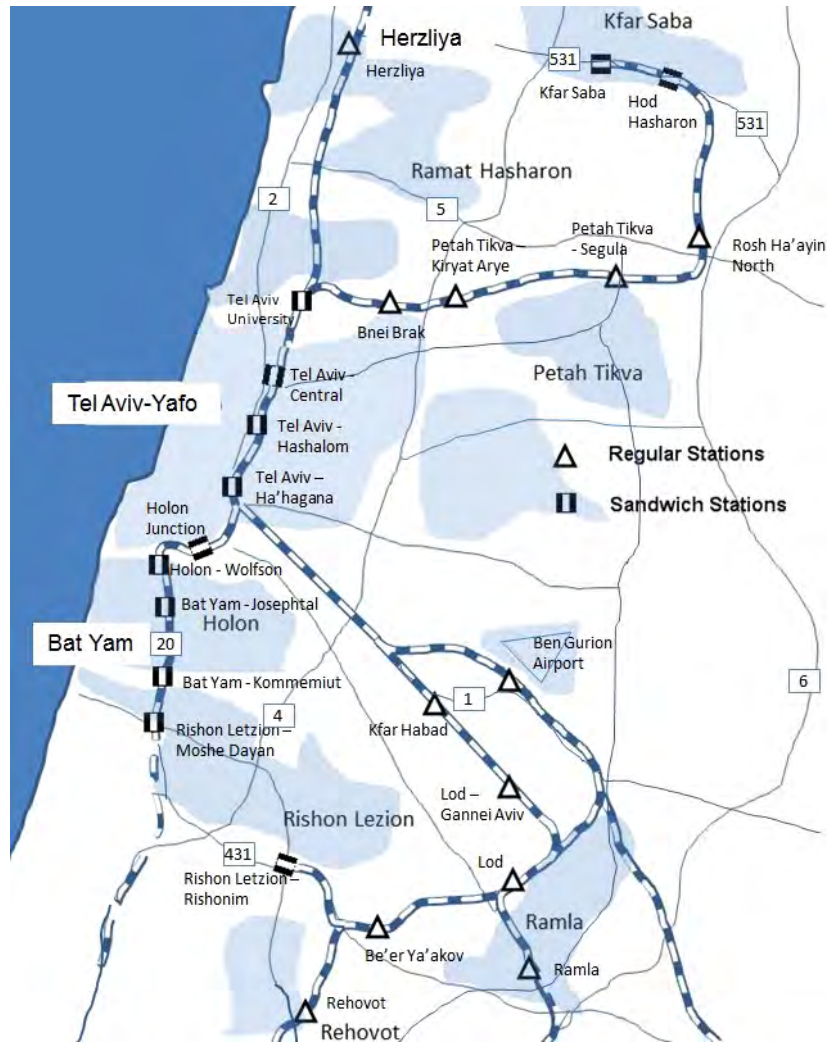 Kfar Saba
Herzliya
Herzliya
531
Kfar Saba
Hod
Hasharon
531
Ramat Hasharon
2
5
Petah Tikva –
Kiryat Arye
Petah Tikva
- Segula
Rosh Ha'ayin
North
Tel Aviv
University
Bnei Brak
Tel Aviv -
Central
Petah Tikva
Tel Aviv-Yafo
Tel Aviv -
Hashalom
Regular Stations
Tel Aviv –
Ha'hagana
Sandwich Stations
Holon
Junction
Holon - Wolfson
Bat Yam -Josephtal
Holon
Bat Yam
20
Ben Gurion
Airport
Bat Yam - Kommemiut
1
6
4
Kfar Habad
Rishon Letzion –
Moshe Dayan
Lod –
Gannei Aviv
Rishon Lezion
431
Lod
Rishon Letzion –
Rishonim
Ramla
Be'er Ya'akov
Ramla
Rehovot
Rehovot